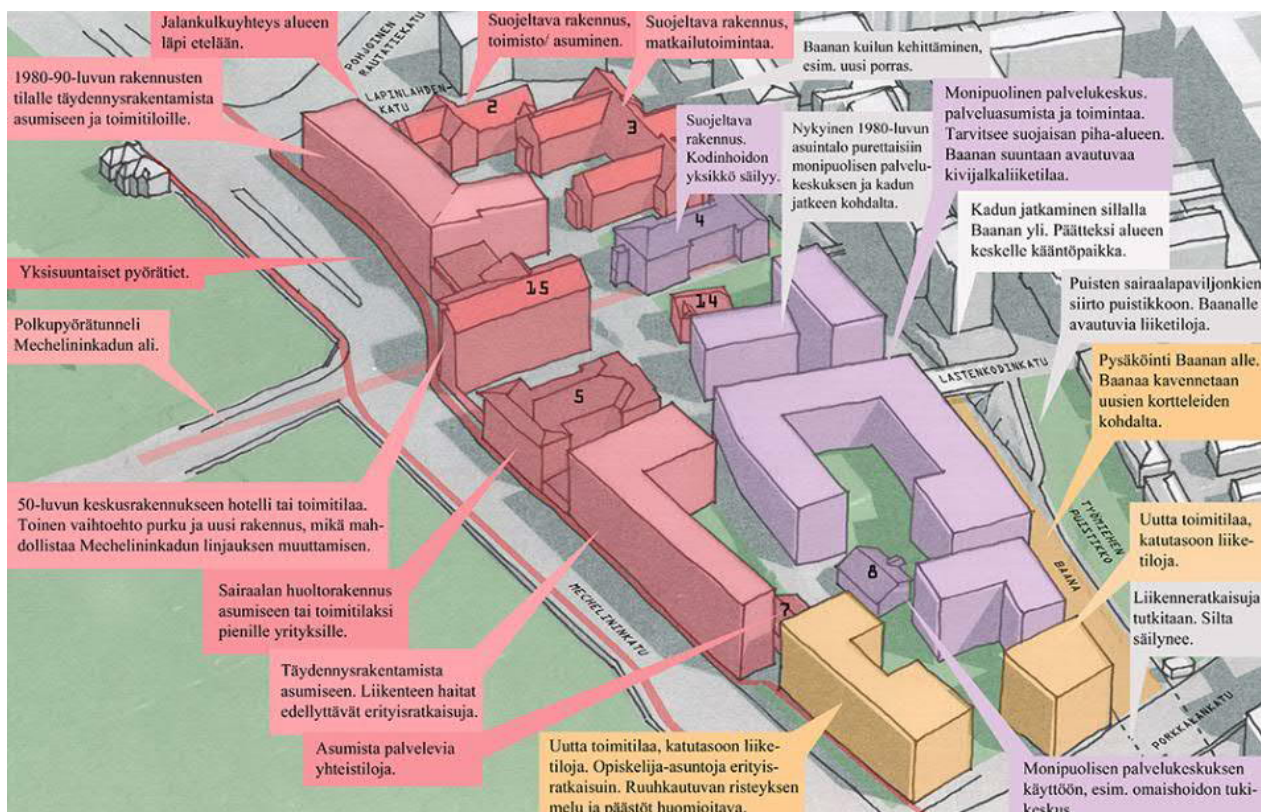 Jalankulkuyhteys alueen
läpi etelään.
Suojeltava rakennus,
toimisto/ asuminen.
Suojeltava rakennus,
matkailutoimintaa.
Baanan kuilun kehittäminen,
esim. uusi porras.
1980-90-luvun rakennusten
tilalle täydennysrakentamista
asumiseen ja toimitiloille.
POHJOINEN
RAUTATIEKATU
LAPINLAHDEN-
KATU
2
3
Suojeltava
rakennus.
Kodinhoidon
yksikkö säilyy.
Nykyinen 1980-luvun
asuintalo purettaisiin
monipuolisen palvelu-
keskuksen ja kadun
jatkeen kohdalta.
Monipuolinen palvelukeskus.
palveluasumista ja toimintaa.
Tarvitsee suojaisan piha-alueen.
Baanan suuntaan avautuvaa
kivijalkaliiketilaa.
Kadun jatkaminen sillalla
Baanan yli. Päätteksi alueen
keskelle kääntöpaikka.
4
Yksisuuntaiset pyörätiet.
15
14
Puisten sairaalapaviljonkien
siirto puistikkoon. Baanalle
avautuvia liiketiloja.
Polkupyörätunneli
Mechelininkadun ali.
LASTENKODINKATU
Pysäköinti Baanan alle.
Baanaa kavennetaan
uusien kortteleiden
kohdalta.
5
50-luvun keskusrakennukseen hotelli tai toimitilaa.
Toinen vaihtoehto purku ja uusi rakennus, mikä mah-
dollistaa Mechelininkadun linjauksen muuttamisen.
TYÖMIEHEN
PUISTIKKO
BAANA
Uutta toimitilaa,
katutasoon liike-
tiloja.
8
Sairaalan huoltorakennus
asumiseen tai toimitilaksi
pienille yrityksille.
MECHELININKATU
7
Liikenneratkaisuja
tutkitaan. Silta
säilynee.
Täydennysrakentamista
asumiseen. Liikenteen haitat
edellyttävät erityisratkaisuja.
PORKKALANKATU
Asumista palvelevia
yhteistiloja.
Uutta toimitilaa, katutasoon liike-
tiloja. Opiskelija-asuntoja erityis-
ratkaisuin. Ruuhkautuvan risteyksen
melu ja päästöt huomioitava.
Monipuolisen palvelukeskuksen
käyttöön, esim. omaishoidon tuki-
keskus.